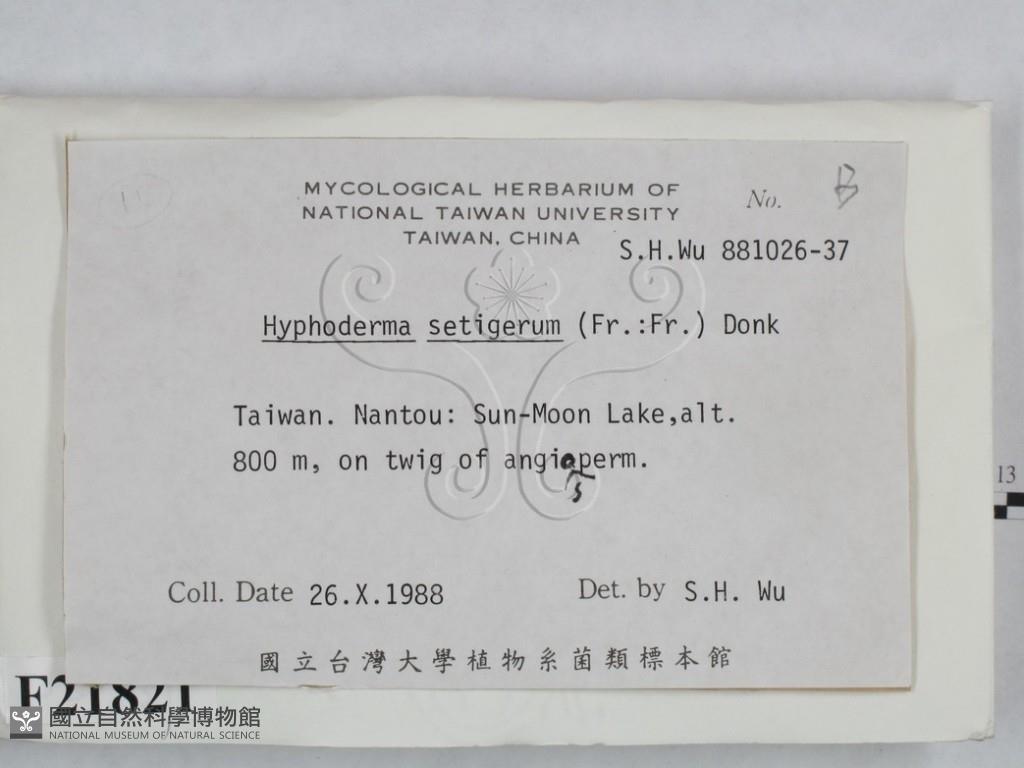 11
MYCOLOGICAL HERBARIUM OF
NATIONAL TAIWAN UNIVERSITY
TAIWAN, CHINA
No. B
S.H.Wu 881026-37
Hyphoderma setigerum (Fr.:Fr.) Donk
Taiwan. Nantou: Sun-Moon Lake,alt.
800 m, on twig of angiosperm.
Coll. Date 26.X.1988
Det. by S.H. Wu
國立台灣大學植物系菌類標本館
F21821
國立自然科學博物館
NATIONAL MUSEUM OF NATURAL SCIENCE
13